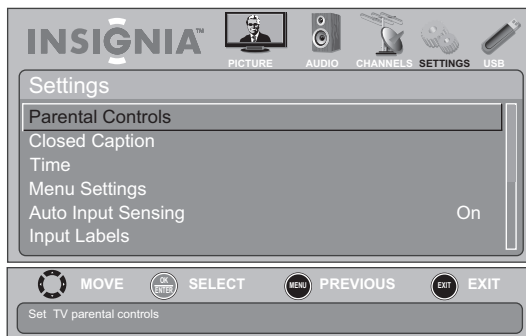 INSIGNIA™
PICTURE AUDIO CHANNELS SETTINGS USB
Settings
Parental Controls
Closed Caption
Time
Menu Settings
Auto Input Sensing On
Input Labels
MOVE OK ENTER SELECT MENU PREVIOUS EXIT EXIT
Set TV parental controls